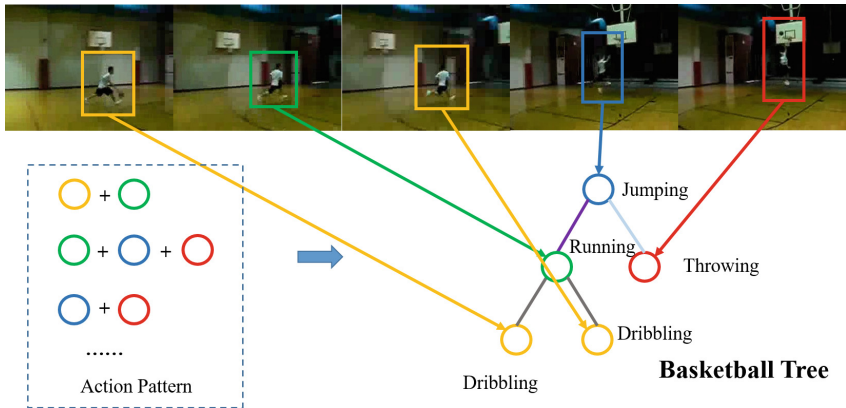 Jumping
Running
Throwing
Dribbling
Dribbling
+
+ +
+
......
Action Pattern
Basketball Tree